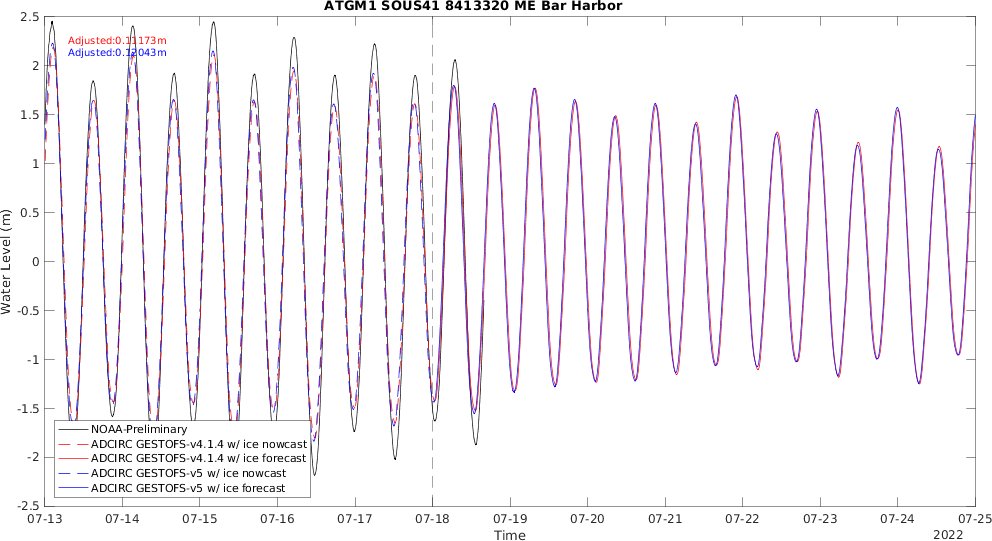 ATGM1 SOUS41 8413320 ME Bar Harbor
Adjusted:0.11173m
Adjusted:0.12043m
Water Level (m)
2.5
2
1.5
1
0.5
0
-0.5
-1
-1.5
-2
-2.5
NOAA-Preliminary
ADCIRC GESTOFS-v4.1.4 w/ ice nowcast
ADCIRC GESTOFS-v4.1.4 w/ ice forecast
ADCIRC GESTOFS-v5 w/ ice nowcast
ADCIRC GESTOFS-v5 w/ ice forecast
07-13 07-14 07-15 07-16 07-17 07-18 07-19 07-20 07-21 07-22 07-23 07-24 07-25
Time
2022